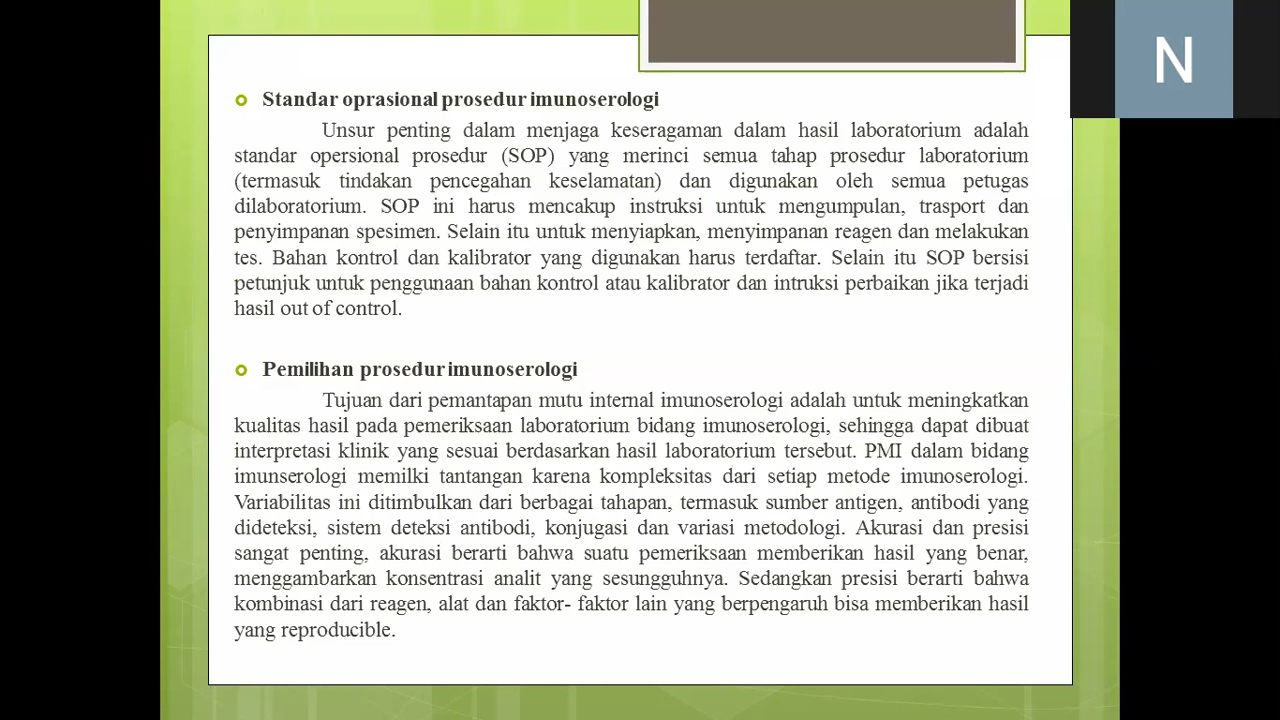 N
Standar oprasional prosedur imunoserologi
Unsur penting dalam menjaga keseragaman dalam hasil laboratorium adalah
standar opersional prosedur (SOP) yang merinci semua tahap prosedur laboratorium
(termasuk tindakan pencegahan keselamatan) dan digunakan oleh semua petugas
dilaboratorium. SOP ini harus mencakup instruksi untuk mengumpulan, trasport dan
penyimpanan spesimen. Selain itu untuk menyiapkan, menyimpanan reagen dan melakukan
tes. Bahan kontrol dan kalibrator yang digunakan harus terdaftar. Selain itu SOP bersisi
petunjuk untuk penggunaan bahan kontrol atau kalibrator dan intruksi perbaikan jika terjadi
hasil out of control.
Pemilihan prosedur imunoserologi
Tujuan dari pemantapan mutu internal imunoserologi adalah untuk meningkatkan
kualitas hasil pada pemeriksaan laboratorium bidang imunoserologi, sehingga dapat dibuat
interpretasi klinik yang sesuai berdasarkan hasil laboratorium tersebut. PMI dalam bidang
imunserologi memilki tantangan karena kompleksitas dari setiap metode imunoserologi.
Variabilitas ini ditimbulkan dari berbagai tahapan, termasuk sumber antigen, antibodi yang
dideteksi, sistem deteksi antibodi, konjugasi dan variasi metodologi. Akurasi dan presisi
sangat penting, akurasi berarti bahwa suatu pemeriksaan memberikan hasil yang benar,
menggambarkan konsentrasi analit yang sesungguhnya. Sedangkan presisi berarti bahwa
kombinasi dari reagen, alat dan faktor- faktor lain yang berpengaruh bisa memberikan hasil
yang reproducible.